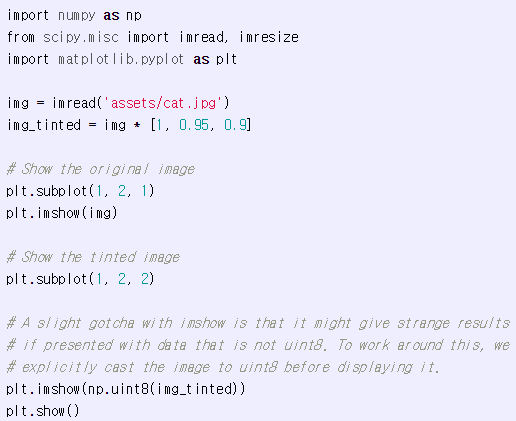 import numpy as np
from scipy.misc import imread, imresize
import matplotlib.pyplot as plt
img = imread('assets/cat.jpg')
img_tinted = img * [1, 0.95, 0.9]
# Show the original image
plt.subplot(1, 2, 1)
plt.imshow(img)
# Show the tinted image
plt.subplot(1, 2, 2)
# A slight gotcha with imshow is that it might give strange results
# if presented with data that is not uint8. To work around this, we
# explicitly cast the image to uint8 before displaying it.
plt.imshow(np.uint8(img_tinted))
plt.show()